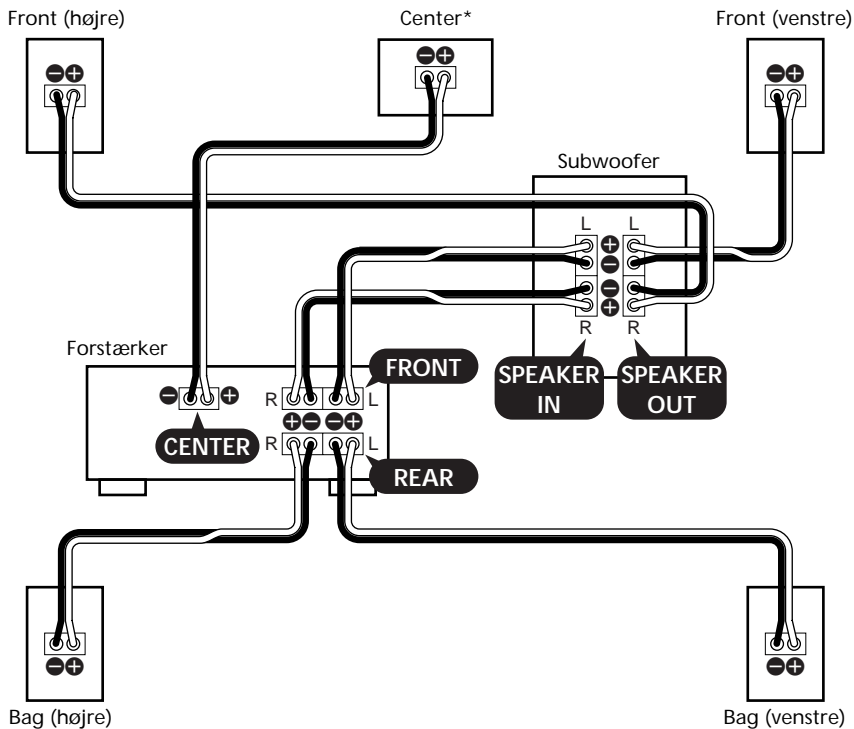 Front (højre)
Center*
Front (venstre)
Subwoofer
L
L
R
R
SPEAKER
IN
SPEAKER
OUT
Forstærker
FRONT
R
L
CENTER
R
L
REAR
Bag (højre)
Bag (venstre)